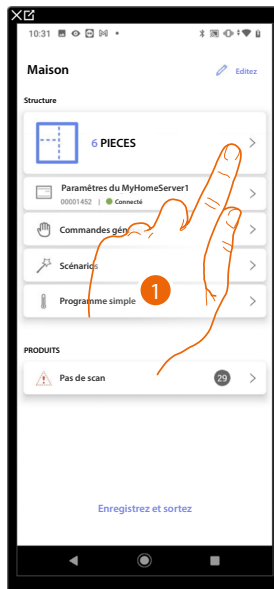 10:31
Maison
Editez
Structure
6 PIECES
Paramètres du MyHomeServer1
00001452 | Connecté
Commandes gén
Scénarios
Programme simple
1
PRODUITS
Pas de scan
29
Enregistrez et sortez